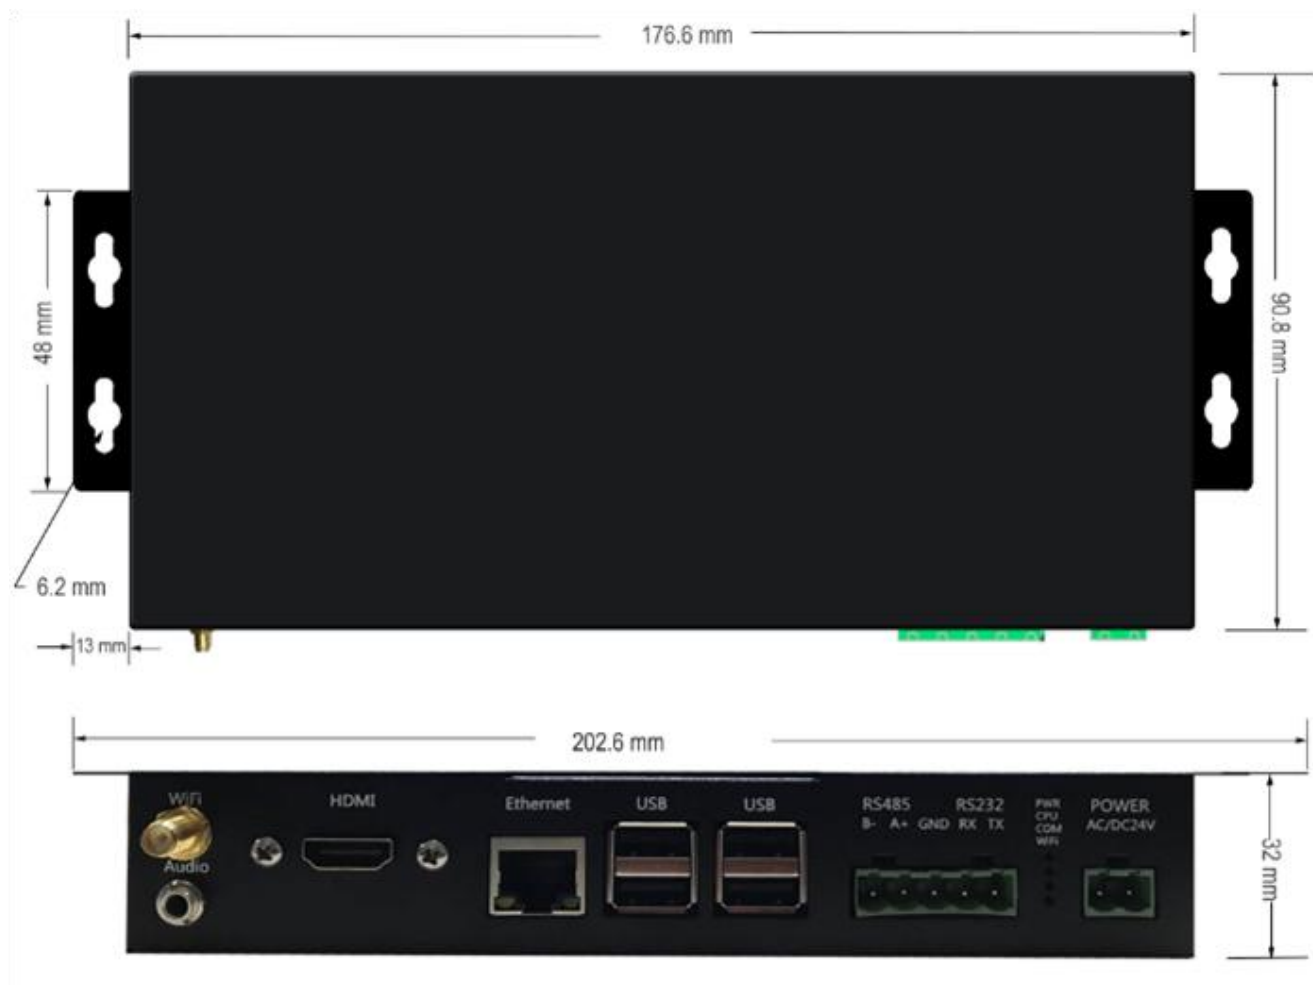 176.6 mm
48 mm
90.8 mm
6.2 mm
13 mm
202.6 mm
WiFi
HDMI
Ethernet
USB
USB
RS485
RS232
PWR
CPU
COM
WiFi
POWER
AC/DC24V
B- A+ GND RX TX
Audio
32 mm